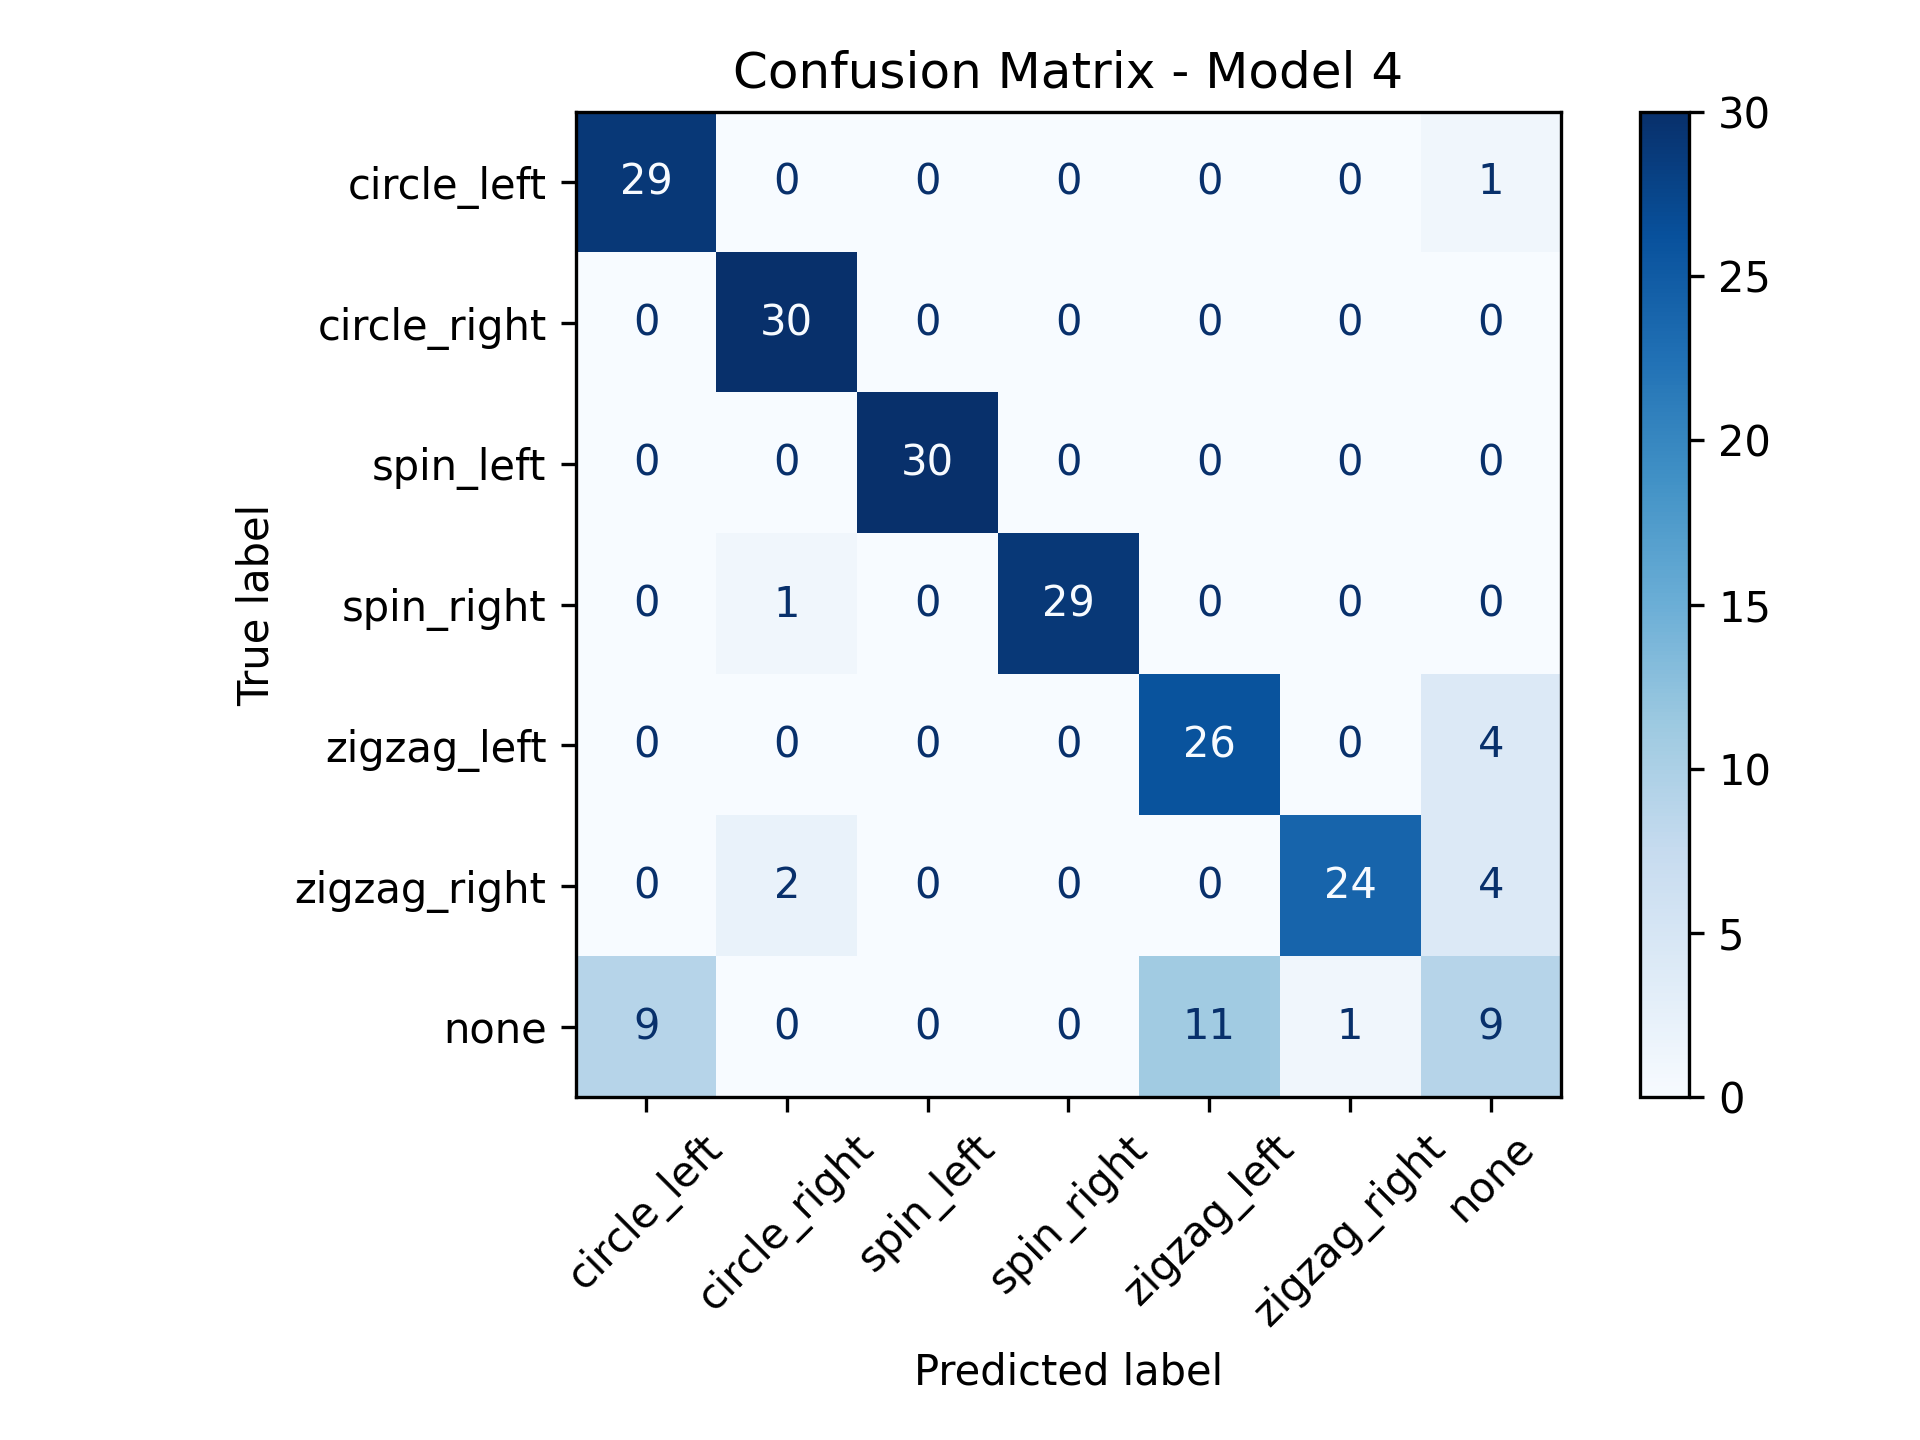 Confusion Matrix - Model 4
True label
circle_left 29 0 0 0 0 0 1
circle_right 0 30 0 0 0 0 0
spin_left 0 0 30 0 0 0 0
spin_right 0 1 0 29 0 0 0
zigzag_left 0 0 0 0 26 0 4
zigzag_right 0 2 0 0 0 24 4
none 9 0 0 0 11 1 9
circle_left circle_right spin_left spin_right zigzag_left zigzag_right none
Predicted label
30
25
20
15
10
5
0